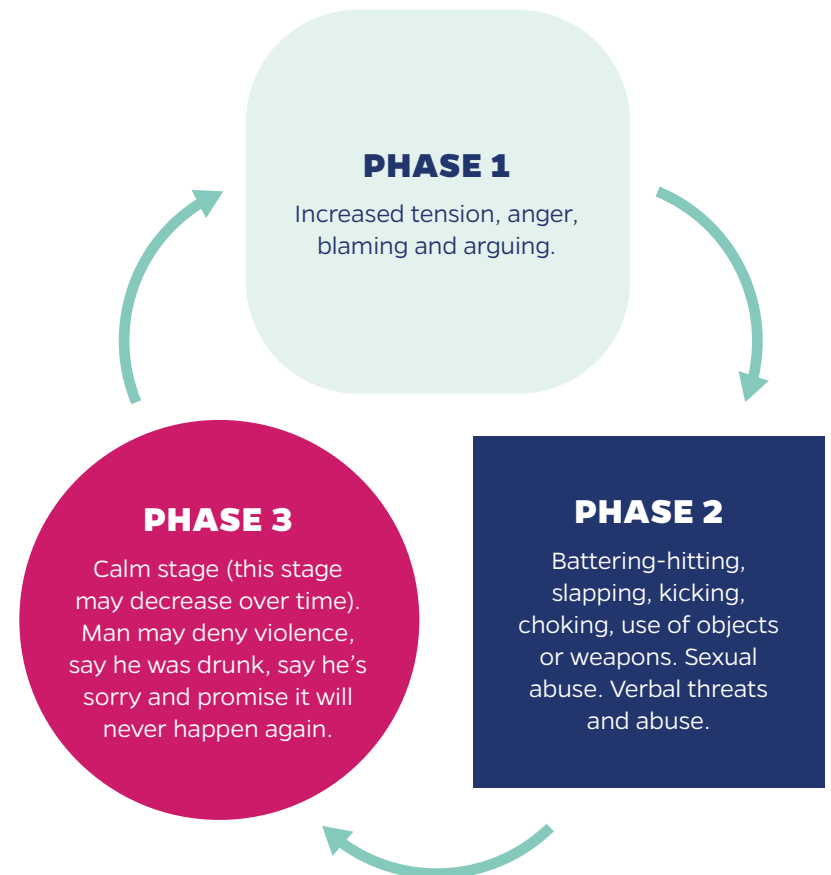 PHASE 1
Increased tension, anger,
blaming and arguing.
PHASE 2
Battering-hitting,
slapping, kicking,
choking, use of objects
or weapons. Sexual
abuse. Verbal threats
and abuse.
PHASE 3
Calm stage (this stage
may decrease over time).
Man may deny violence,
say he was drunk, say he’s
sorry and promise it will
never happen again.